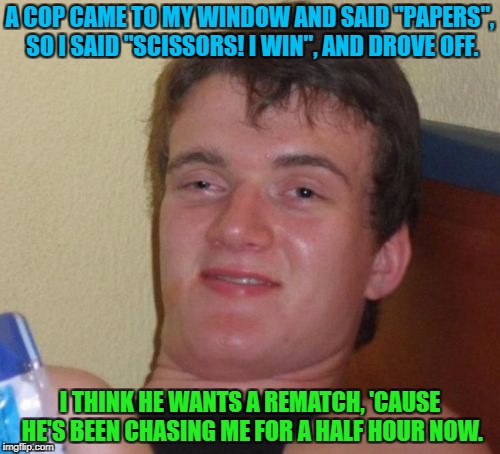 A COP CAME TO MY WINDOW AND SAID "PAPERS",
SO I SAID "SCISSORS! I WIN", AND DROVE OFF.
I THINK HE WANTS A REMATCH, 'CAUSE
HE'S BEEN CHASING ME FOR A HALF HOUR NOW.
imgflip.com